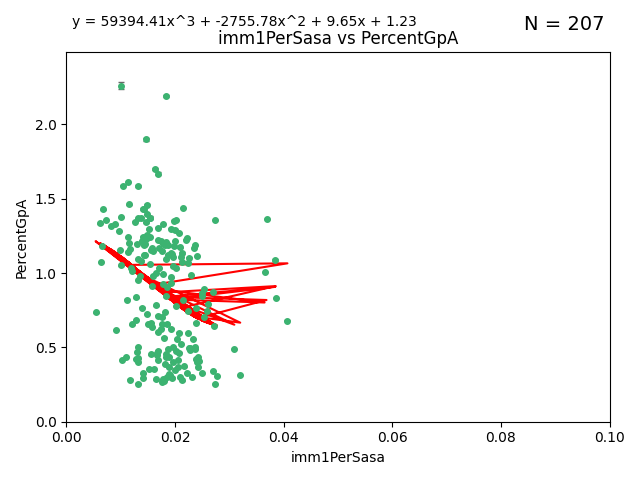 y = 59394.41x^3 + -2755.78x^2 + 9.65x + 1.23
N = 207
imm1PerSasa vs PercentGpA
PercentGpA
2.0
1.5
1.0
0.5
0.0
0.00 0.02 0.04 0.06 0.08 0.10
imm1PerSasa